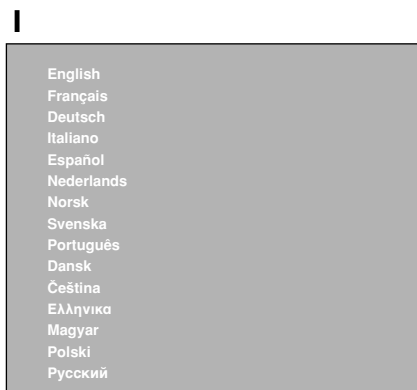 I
English
Français
Deutsch
Italiano
Español
Nederlands
Norsk
Svenska
Português
Dansk
Čeština
Ελληνικα
Magyar
Polski
Русский